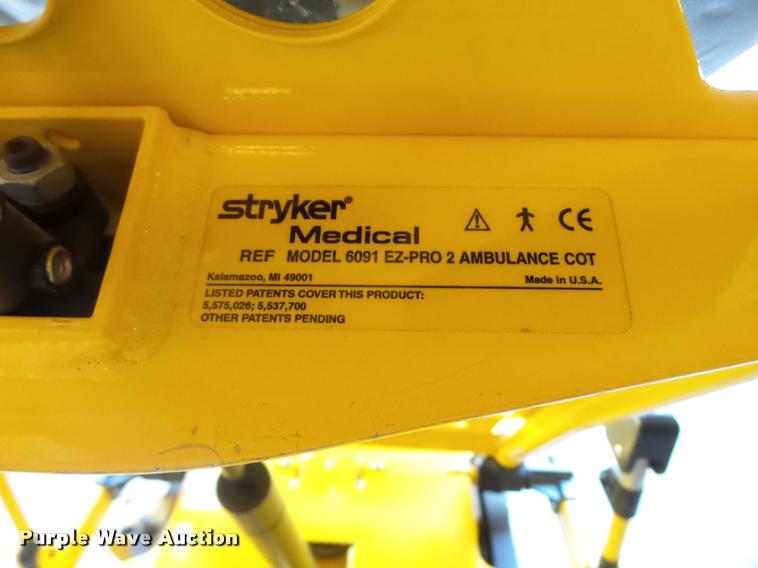 stryker®
Medical
REF MODEL 6091 EZ-PRO 2 AMBULANCE COT
Kalamazoo, MI 49001 Made in U.S.A.
LISTED PATENTS COVER THIS PRODUCT:
5,575,026; 5,537,700
OTHER PATENTS PENDING
CE
Purple Wave Auction